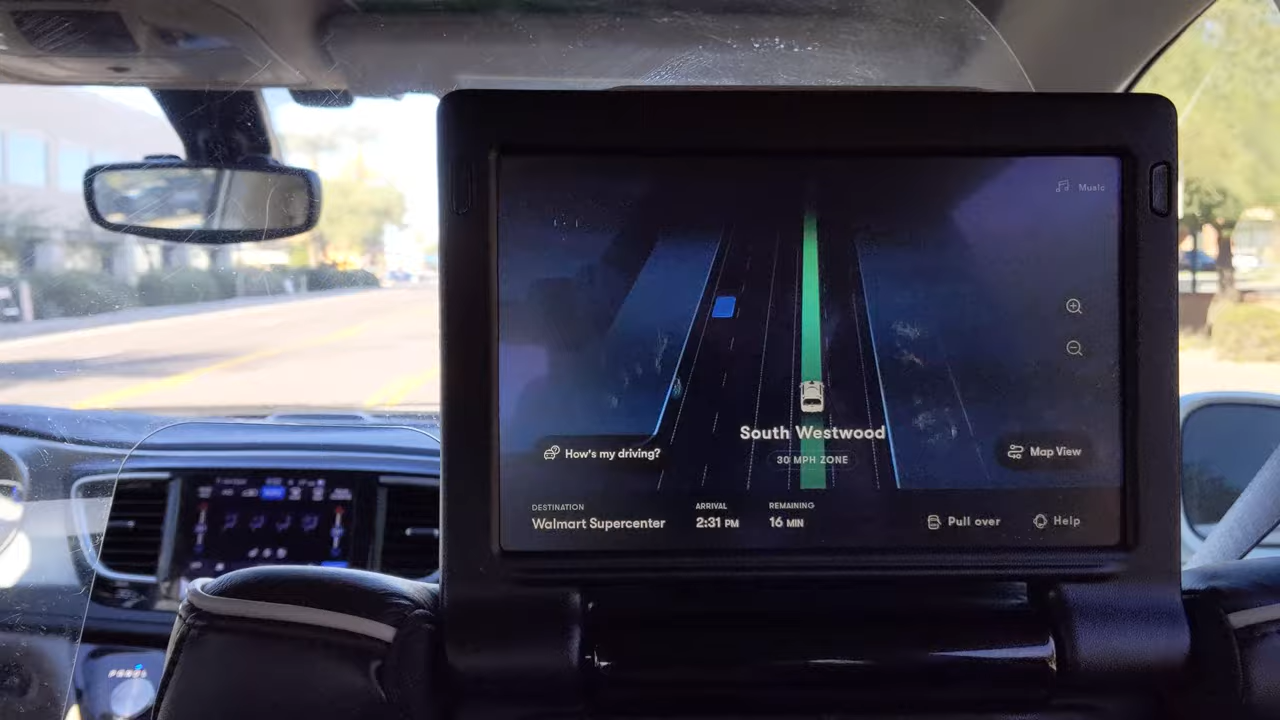 Music
South Westwood
30 MPH ZONE
How's my driving?
Map View
DESTINATION
Walmart Supercenter
ARRIVAL
2:31 PM
REMAINING
16 MIN
Pull over
Help